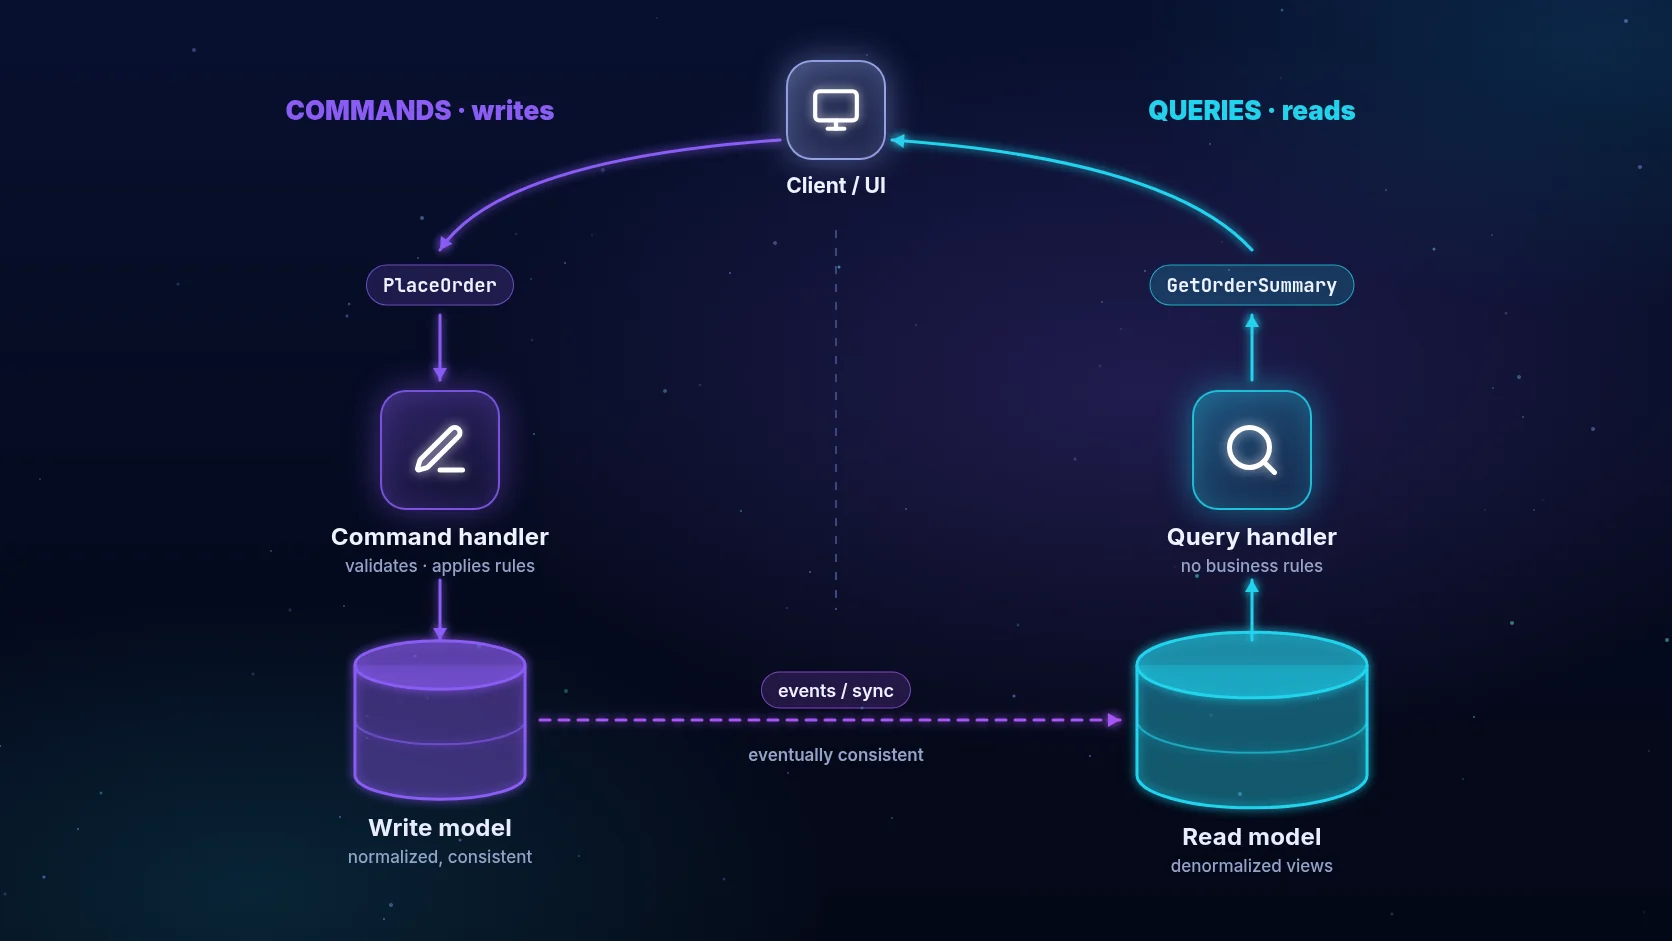 COMMANDS · writes
QUERIES · reads
Client / UI
PlaceOrder
GetOrderSummary
Command handler
validates · applies rules
Query handler
no business rules
events / sync
eventually consistent
Write model
normalized, consistent
Read model
denormalized views